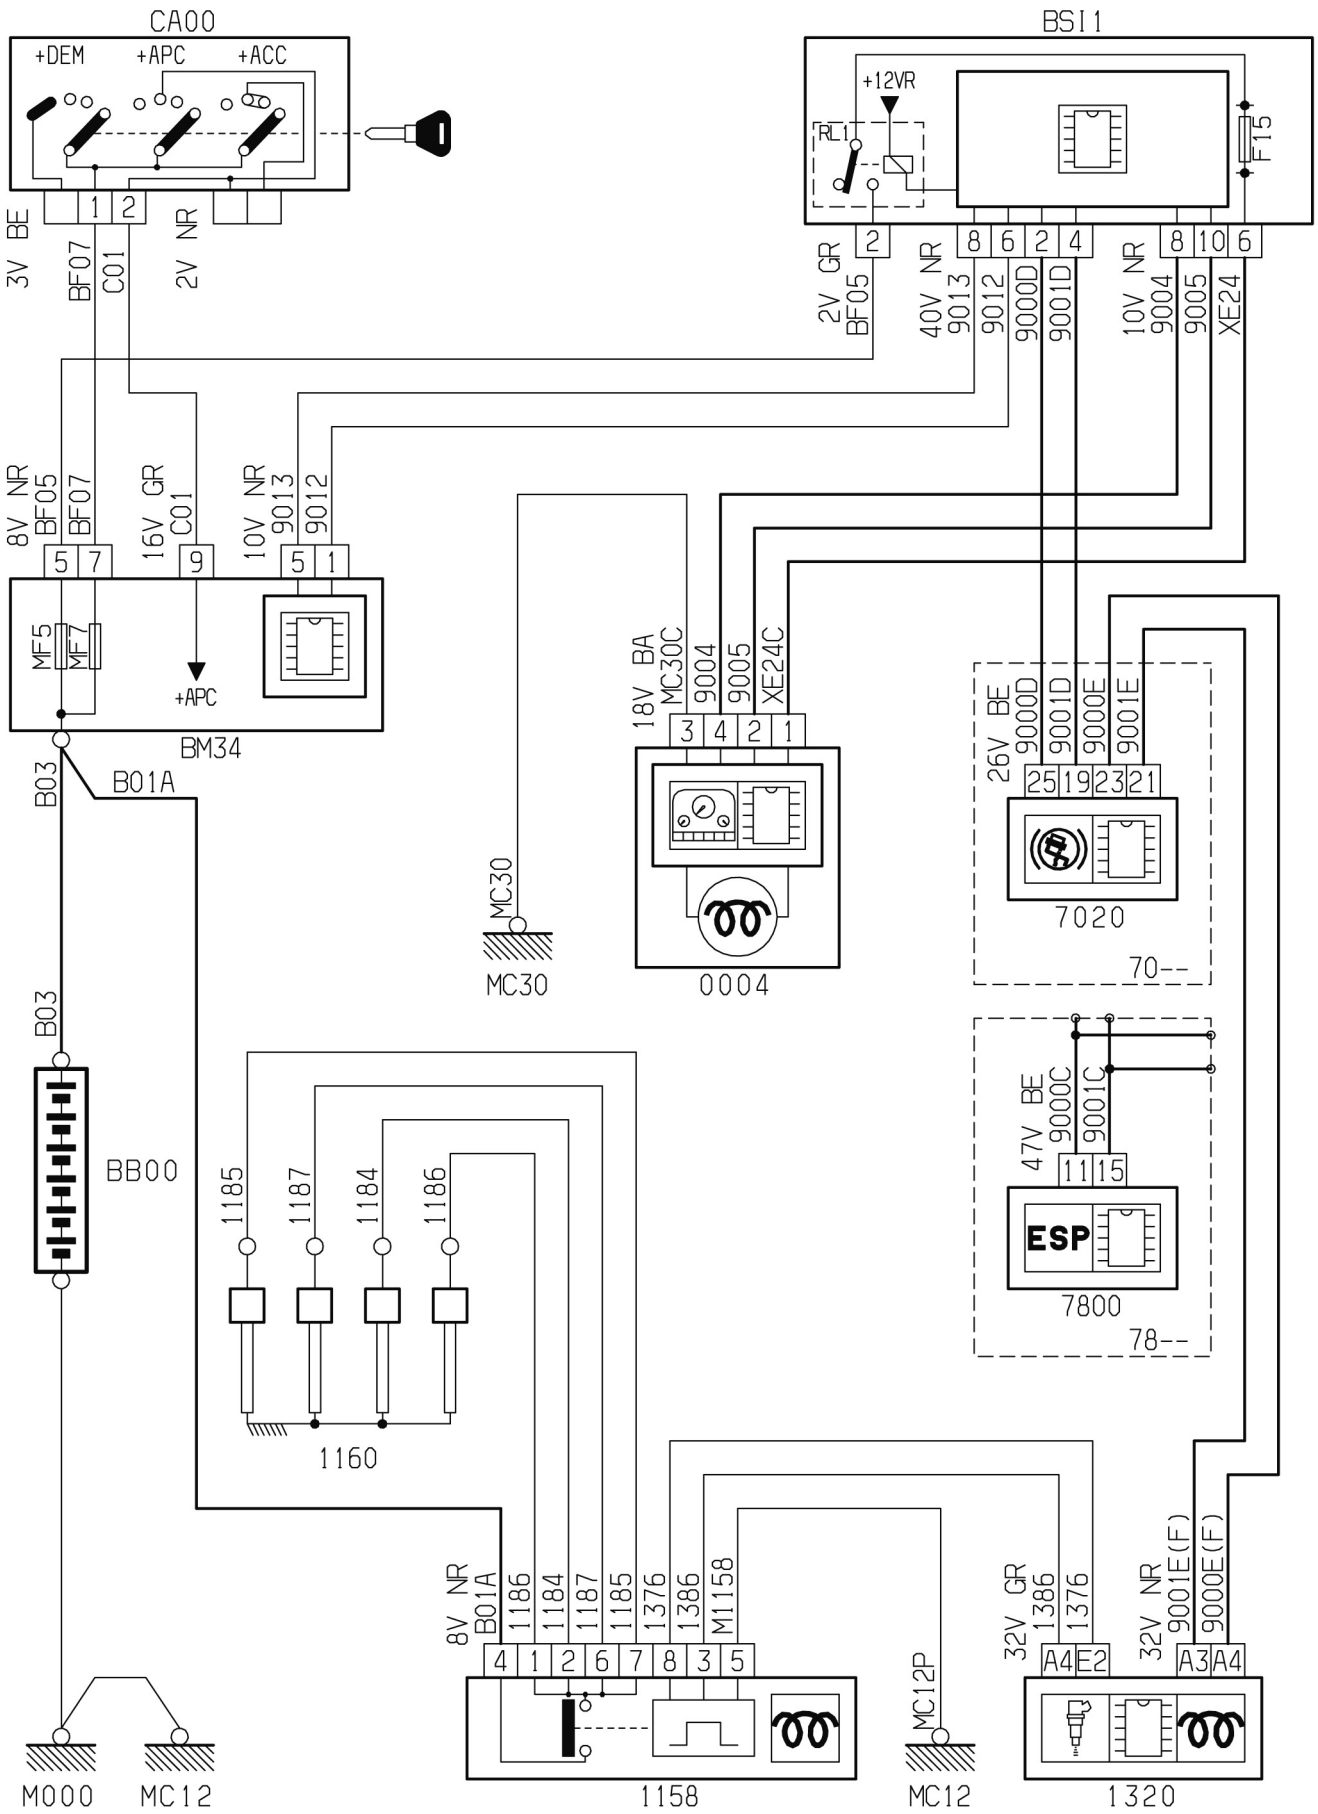 CA00
BSI1
+DEM
+APC
+ACC
+12VR
RL1
F15
1
2
2
8
6
2
4
8
10
6
3V BE
BF07
C01
2V NR
2V GR
BF05
40V NR
9013
9012
9000D
9001D
10V NR
9004
9005
XE24
8V NR
BF05
BF07
16V GR
C01
10V NR
9013
9012
5
7
9
5
1
MF5
MF7
+APC
BM34
B03
B01A
18V BA
MC30C
9004
9005
XE24C
3
4
2
1
0004
MC30
MC30
26V BE
9000D
9001D
9000E
9001E
25
19
23
21
7020
70--
B03
BB00
47V BE
9000C
9001C
11
15
ESP
7800
78--
1185
1187
1184
1186
1160
8V NR
B01A
1186
1184
1187
1185
1376
1386
M1158
4
1
2
6
7
8
3
5
1158
MC12P
MC12
32V GR
1386
1376
32V NR
9001E(F)
9000E(F)
A4
E2
A3
A4
1320
M000
MC12